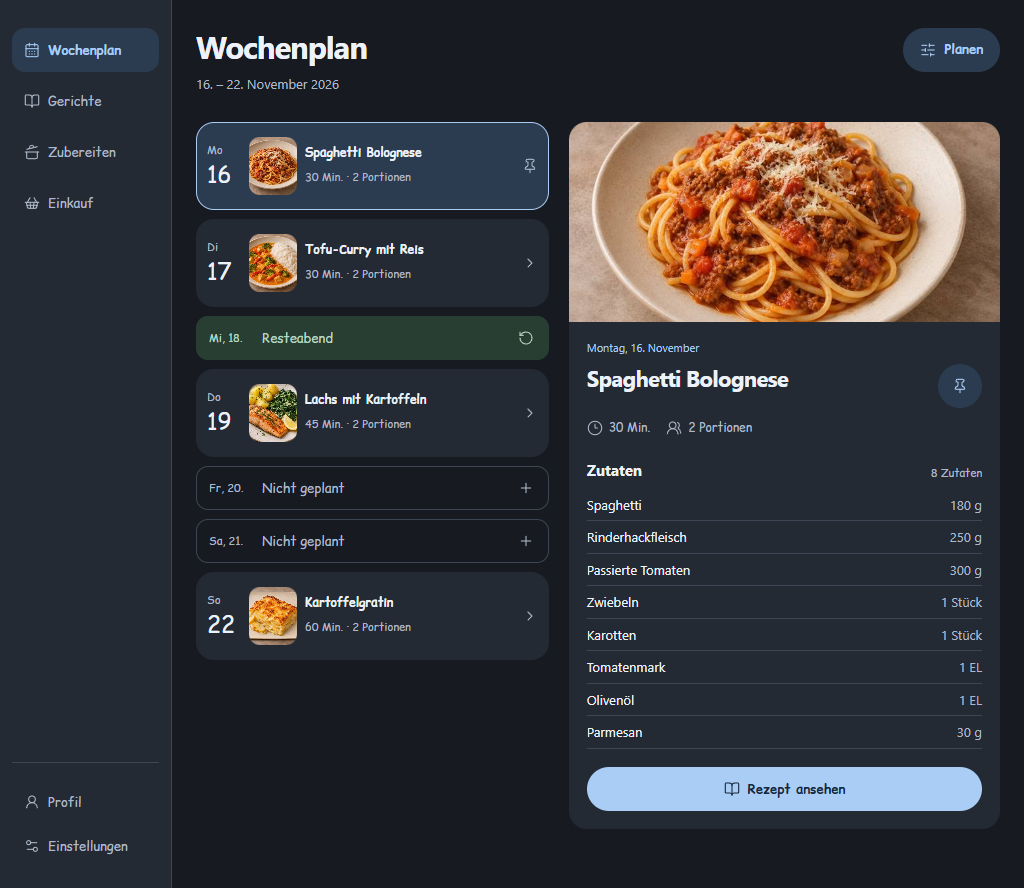 Wochenplan
Gerichte
Zubereiten
Einkauf
Profil
Einstellungen
Wochenplan
16. – 22. November 2026
Planen
Mo
16
Spaghetti Bolognese
30 Min. · 2 Portionen
Di
17
Tofu-Curry mit Reis
30 Min. · 2 Portionen
Mi, 18. Resteabend
Do
19
Lachs mit Kartoffeln
45 Min. · 2 Portionen
Fr, 20. Nicht geplant
Sa, 21. Nicht geplant
So
22
Kartoffelgratin
60 Min. · 2 Portionen
Montag, 16. November
Spaghetti Bolognese
30 Min. 2 Portionen
Zutaten 8 Zutaten
Spaghetti 180 g
Rinderhackfleisch 250 g
Passierte Tomaten 300 g
Zwiebeln 1 Stück
Karotten 1 Stück
Tomatenmark 1 EL
Olivenöl 1 EL
Parmesan 30 g
Rezept ansehen